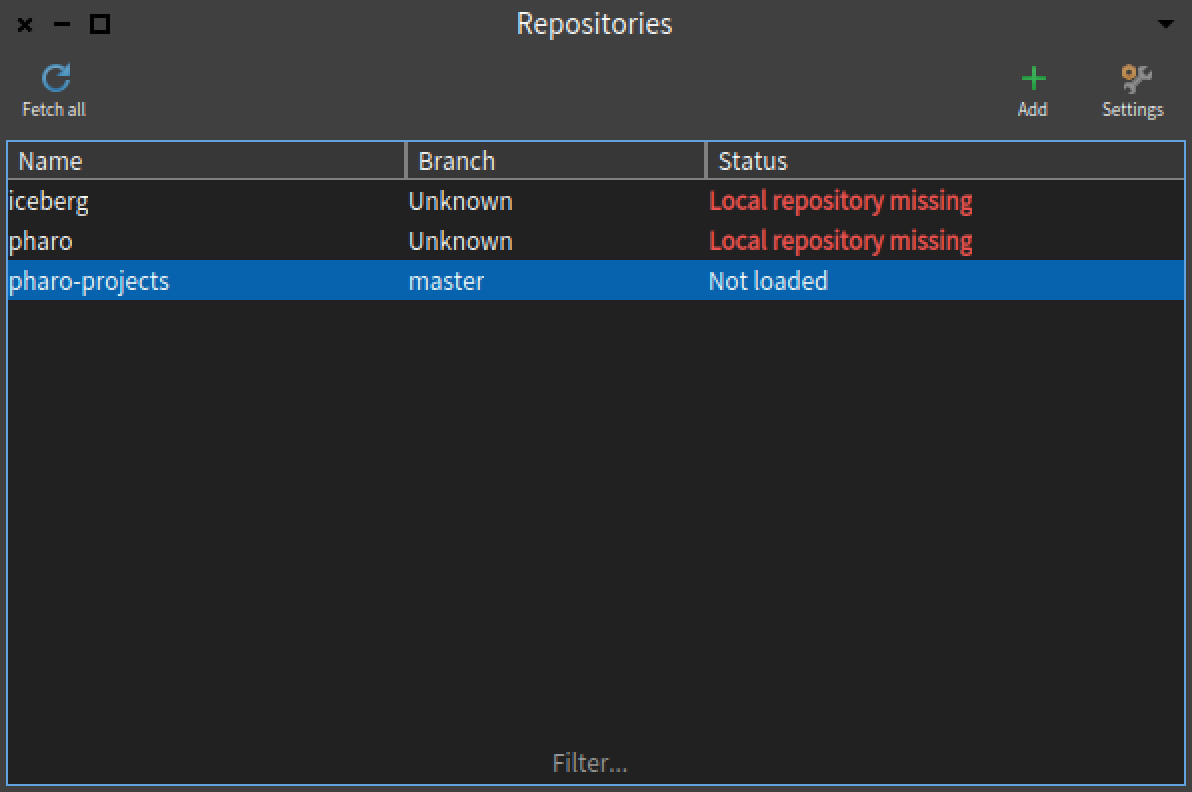 Repositories
Fetch all Add Settings
Name Branch Status
iceberg Unknown Local repository missing
pharo Unknown Local repository missing
pharo-projects master Not loaded
Filter...